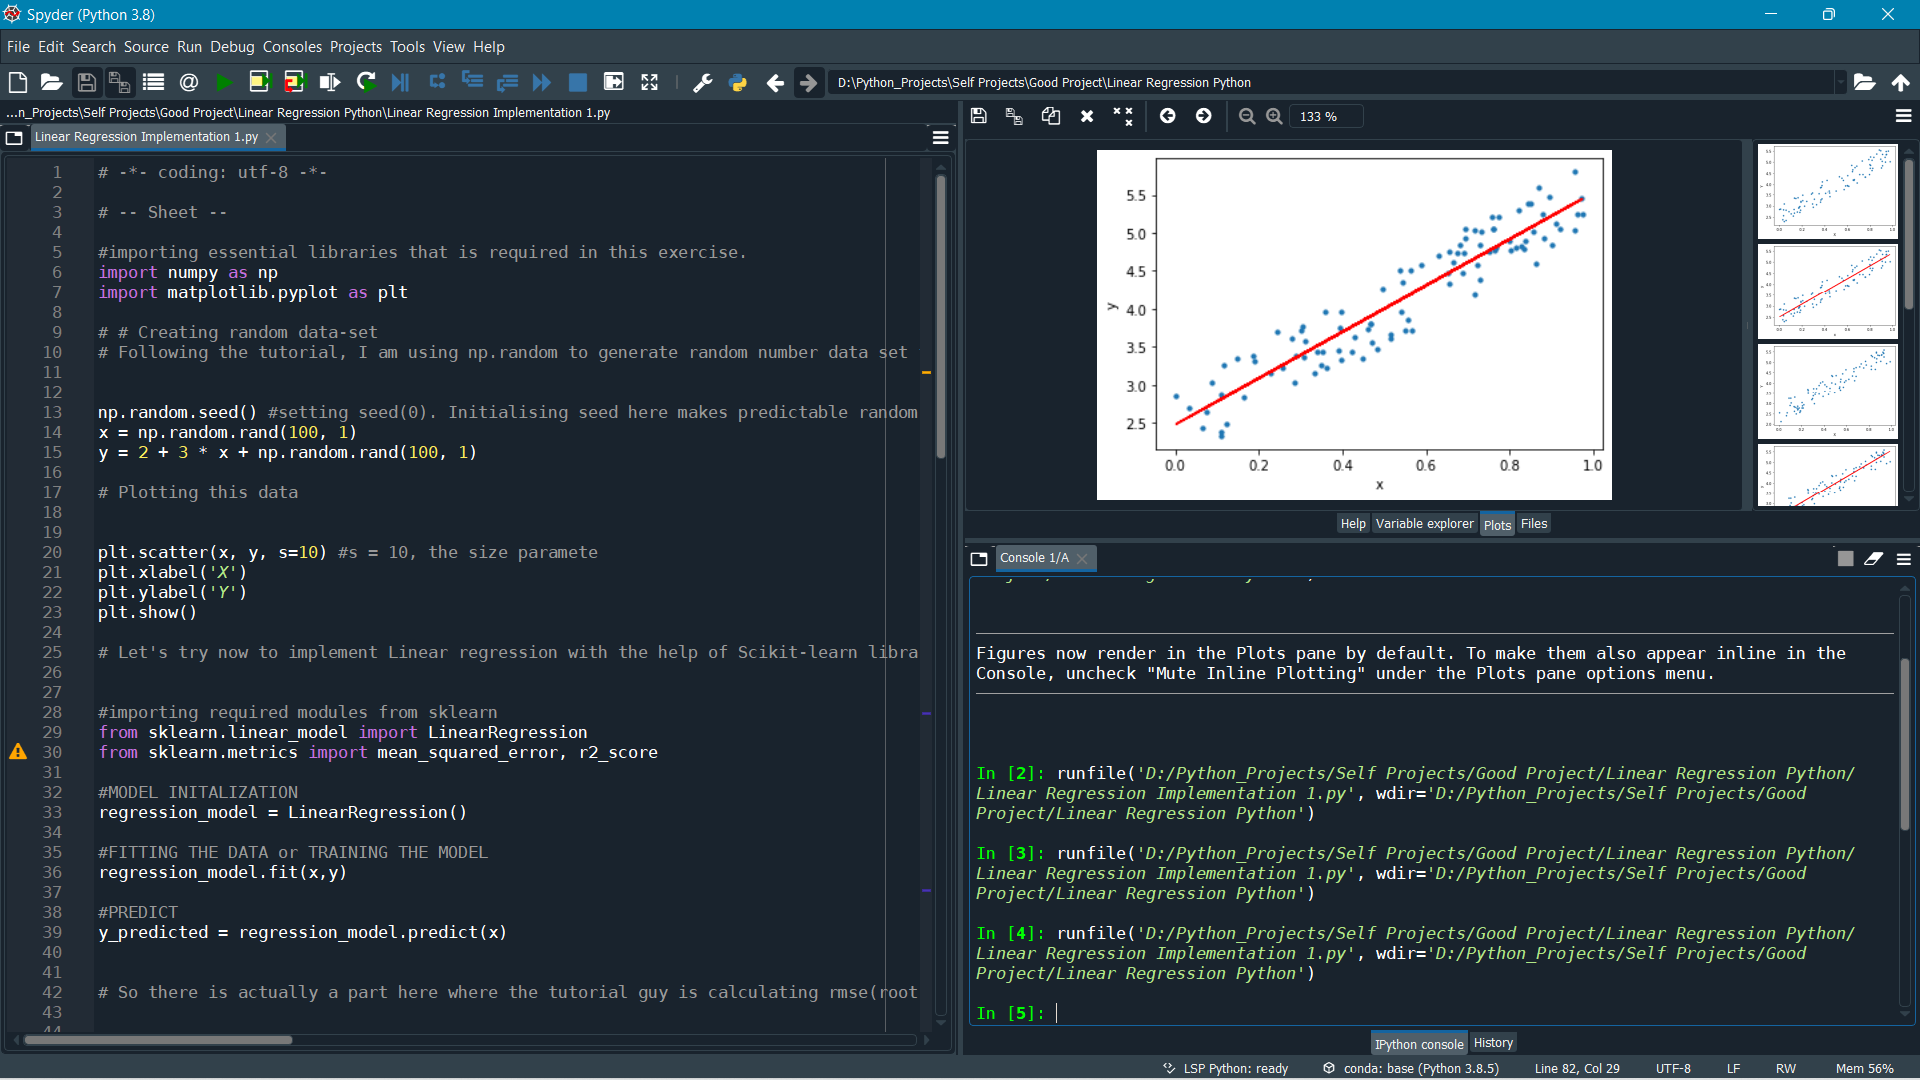 Spyder (Python 3.8)
File Edit Search Source Run Debug Consoles Projects Tools View Help
D:\Python_Projects\Self Projects\Good Project\Linear Regression Python
...n_Projects\Self Projects\Good Project\Linear Regression Python\Linear Regression Implementation 1.py
Linear Regression Implementation 1.py
1 # -*- coding: utf-8 -*-
2
3 # -- Sheet --
4
5 #importing essential libraries that is required in this exercise.
6 import numpy as np
7 import matplotlib.pyplot as plt
8
9 # # Creating random data-set
10 # Following the tutorial, I am using np.random to generate random number data set
11
12
13 np.random.seed() #setting seed(0). Initialising seed here makes predictable random
14 x = np.random.rand(100, 1)
15 y = 2 + 3 * x + np.random.rand(100, 1)
16
17 # Plotting this data
18
19
20 plt.scatter(x, y, s=10) #s = 10, the size paramete
21 plt.xlabel('X')
22 plt.ylabel('Y')
23 plt.show()
24
25 # Let's try now to implement Linear regression with the help of Scikit-learn libra
26
27
28 #importing required modules from sklearn
29 from sklearn.linear_model import LinearRegression
30 from sklearn.metrics import mean_squared_error, r2_score
31
32 #MODEL INITALIZATION
33 regression_model = LinearRegression()
34
35 #FITTING THE DATA or TRAINING THE MODEL
36 regression_model.fit(x,y)
37
38 #PREDICT
39 y_predicted = regression_model.predict(x)
40
41
42 # So there is actually a part here where the tutorial guy is calculating rmse(root
43
44
133 %
5.5
5.0
4.5
4.0
3.5
3.0
2.5
y
0.0 0.2 0.4 0.6 0.8 1.0
x
Help Variable explorer Plots Files
Console 1/A
Figures now render in the Plots pane by default. To make them also appear inline in the
Console, uncheck "Mute Inline Plotting" under the Plots pane options menu.
In [2]: runfile('D:/Python_Projects/Self Projects/Good Project/Linear Regression Python/
Linear Regression Implementation 1.py', wdir='D:/Python_Projects/Self Projects/Good
Project/Linear Regression Python')
In [3]: runfile('D:/Python_Projects/Self Projects/Good Project/Linear Regression Python/
Linear Regression Implementation 1.py', wdir='D:/Python_Projects/Self Projects/Good
Project/Linear Regression Python')
In [4]: runfile('D:/Python_Projects/Self Projects/Good Project/Linear Regression Python/
Linear Regression Implementation 1.py', wdir='D:/Python_Projects/Self Projects/Good
Project/Linear Regression Python')
In [5]:
IPython console History
LSP Python: ready conda: base (Python 3.8.5) Line 82, Col 29 UTF-8 LF RW Mem 56%